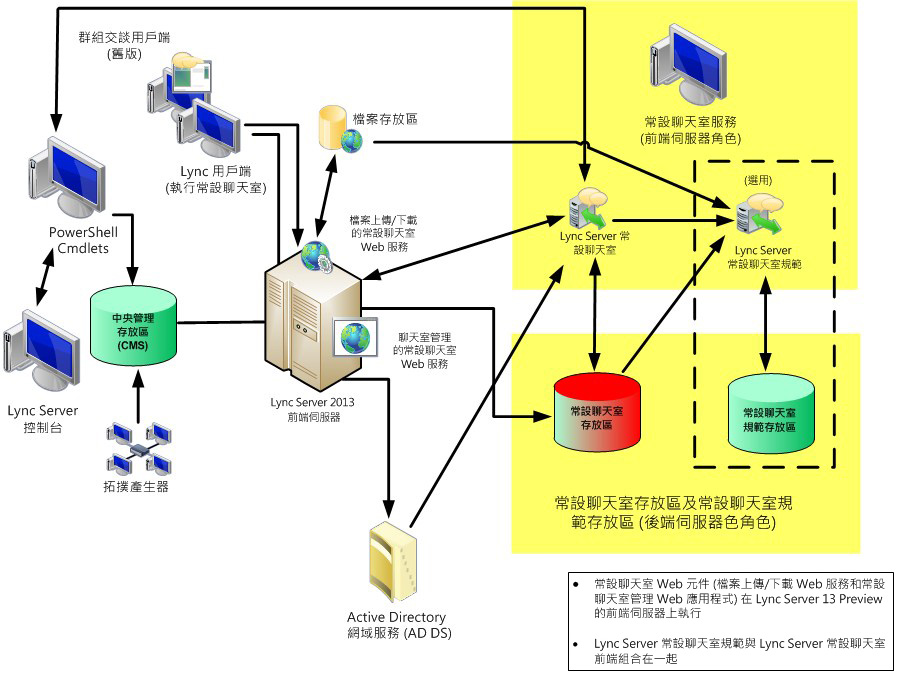 群組交談用戶端
(舊版)
Lync 用戶端
(執行常設聊天室)
檔案存放區
常設聊天室服務
(前端伺服器角色)
(選用)
PowerShell
Cmdlets
檔案上傳/下載
的常設聊天室
Web 服務
Lync Server 常
設聊天室
Lync Server
常設聊天室規範
中央管理
存放區
(CMS)
聊天室管理
的常設聊天室
Web 服務
Lync Server
控制台
Lync Server 2013
前端伺服器
常設聊天室
存放區
常設聊天室
規範存放區
拓撲產生器
常設聊天室存放區及常設聊天室規
範存放區 (後端伺服器色角色)
Active Directory
網域服務 (AD DS)
• 常設聊天室 Web 元件 (檔案上傳/下載 Web 服務和常設
聊天室管理 Web 應用程式) 在 Lync Server 13 Preview
的前端伺服器上執行
• Lync Server 常設聊天室規範與 Lync Server 常設聊天室
前端組合在一起